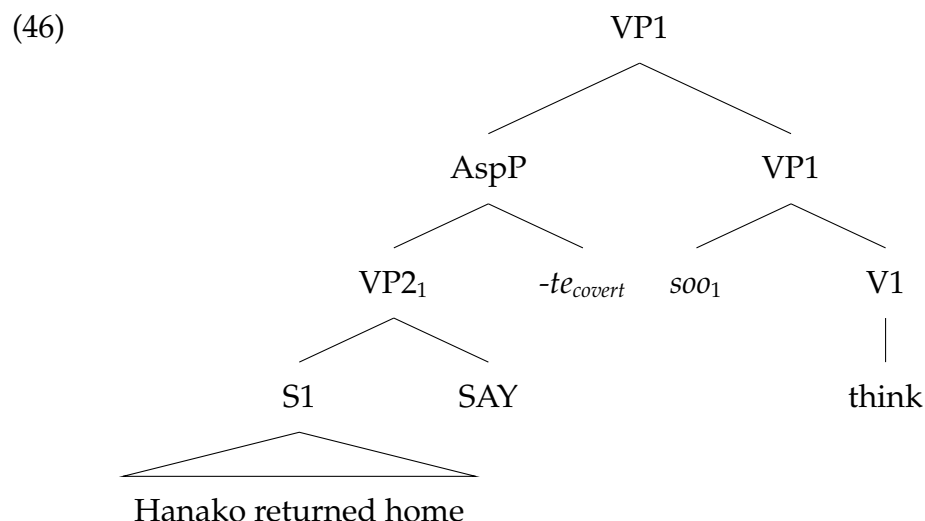 (46)
VP1
AspP VP1
VP2₁ -te_covert soo₁ V1
S1 SAY think
Hanako returned home